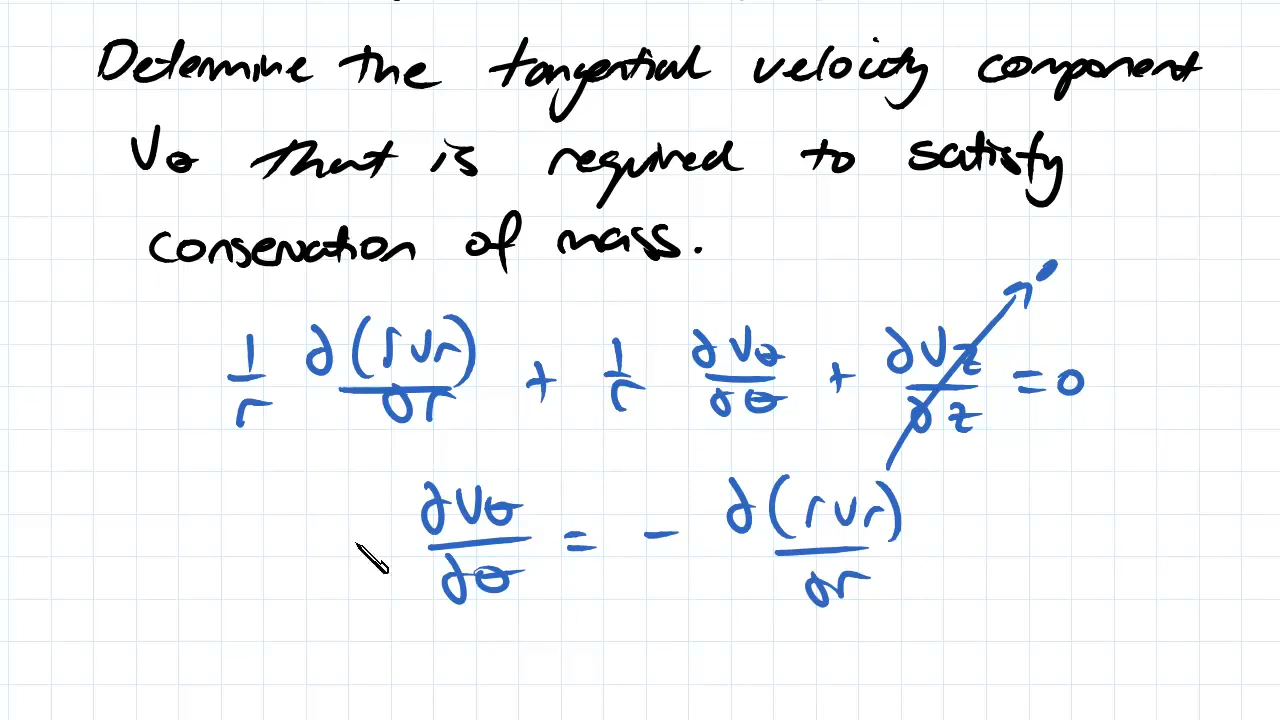 Determine the tangential velocity component
Vθ that is required to satisfy
conservation of mass.
1/r ∂(rVr)/∂r + 1/r ∂Vθ/∂θ + ∂Vz/∂z = 0
∂Vθ/∂θ = - ∂(rVr)/∂r